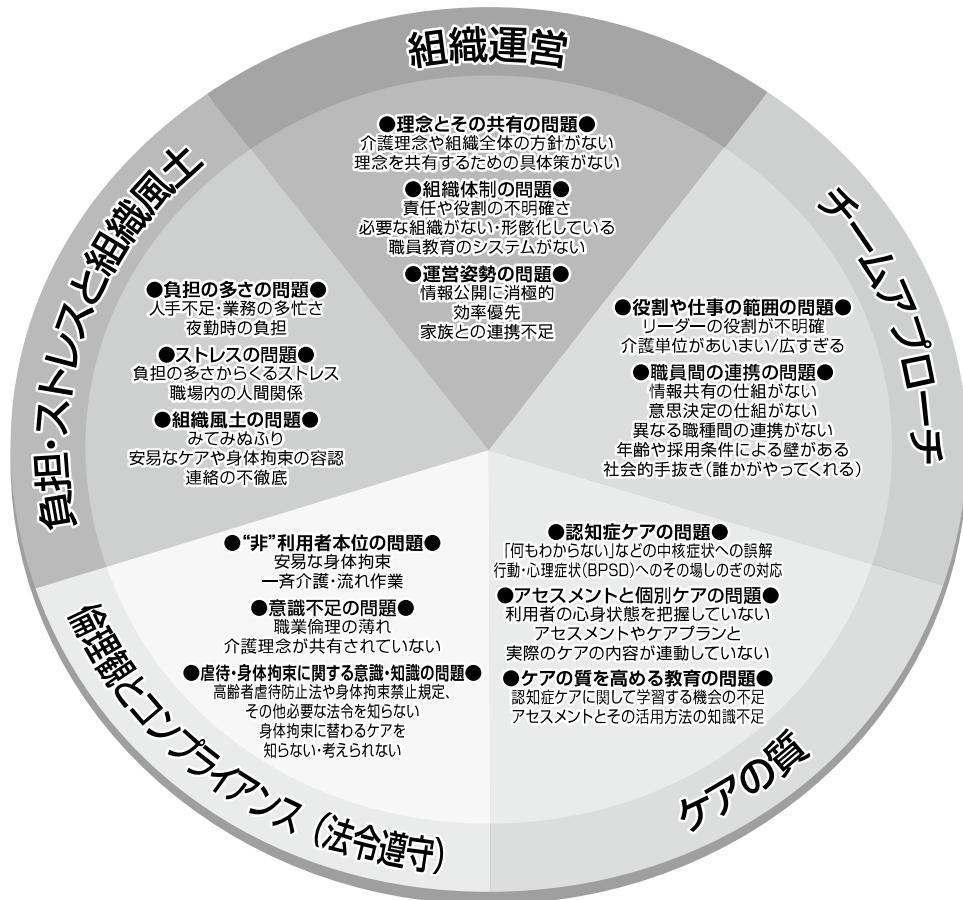 組織運営
●理念とその共有の問題●
介護理念や組織全体の方針がない
理念を共有するための具体策がない
●組織体制の問題●
責任や役割の不明確さ
必要な組織がない・形骸化している
職員教育のシステムがない
●運営姿勢の問題●
情報公開に消極的
効率優先
家族との連携不足
チームアプローチ
●役割や仕事の範囲の問題●
リーダーの役割が不明確
介護単位があいまい/広すぎる
●職員間の連携の問題●
情報共有の仕組がない
意思決定の仕組がない
異なる職種間の連携がない
年齢や採用条件による壁がある
社会的手抜き(誰かがやってくれる)
ケアの質
●認知症ケアの問題●
「何もわからない」などの中核症状への誤解
行動・心理症状(BPSD)へのその場しのぎの対応
●アセスメントと個別ケアの問題●
利用者の心身状態を把握していない
アセスメントやケアプランと
実際のケアの内容が連動していない
●ケアの質を高める教育の問題●
認知症ケアに関して学習する機会の不足
アセスメントとその活用方法の知識不足
倫理観とコンプライアンス(法令遵守)
●“非”利用者本位の問題●
安易な身体拘束
一斉介護・流れ作業
●意識不足の問題●
職業倫理の薄れ
介護理念が共有されていない
●虐待・身体拘束に関する意識・知識の問題●
高齢者虐待防止法や身体拘束禁止規定、
その他必要な法令を知らない
身体拘束に替わるケアを
知らない・考えられない
負担・ストレスと組織風土
●負担の多さの問題●
人手不足・業務の多忙さ
夜勤時の負担
●ストレスの問題●
負担の多さからくるストレス
職場内の人間関係
●組織風土の問題●
みてみぬふり
安易なケアや身体拘束の容認
連絡の不徹底